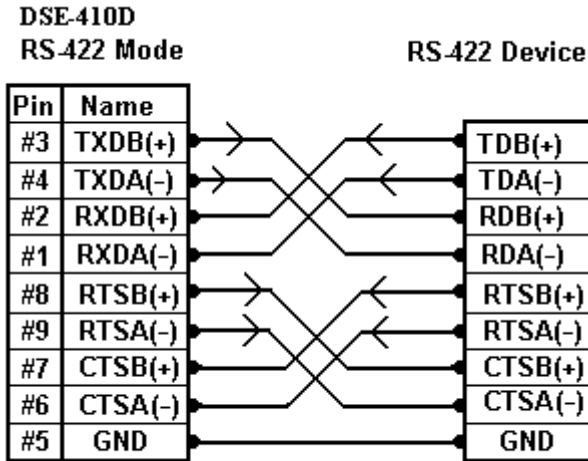 DSE-410D
RS-422 Mode
RS-422 Device
Pin Name
#3 TXDB(+) TDB(+)
#4 TXDA(-) TDA(-)
#2 RXDB(+) RDB(+)
#1 RXDA(-) RDA(-)
#8 RTSB(+) RTSB(+)
#9 RTSA(-) RTSA(-)
#7 CTSB(+) CTSB(+)
#6 CTSA(-) CTSA(-)
#5 GND GND